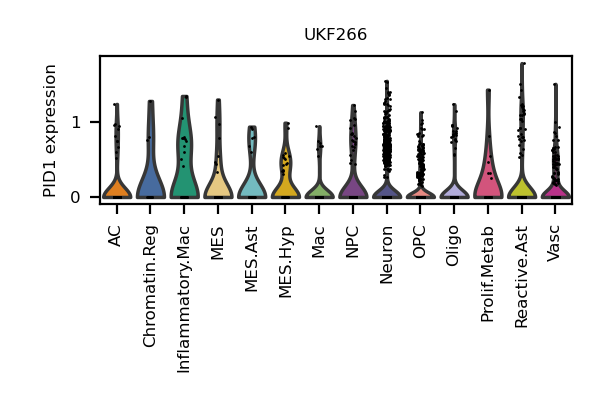 UKF266
PID1 expression
1
0
AC
Chromatin.Reg
Inflammatory.Mac
MES
MES.Ast
MES.Hyp
Mac
NPC
Neuron
OPC
Oligo
Prolif.Metab
Reactive.Ast
Vasc